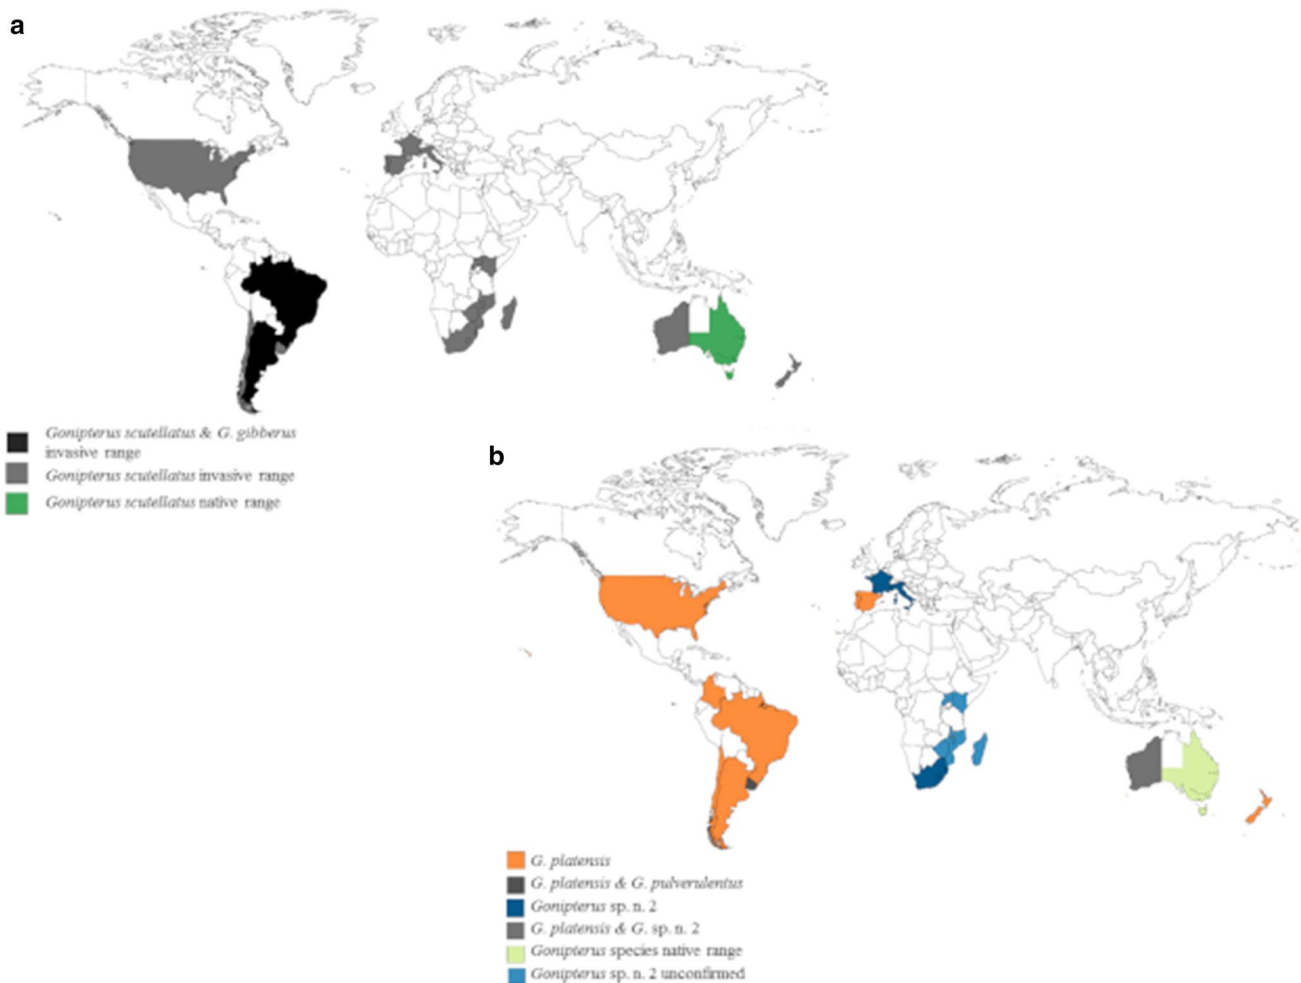 a
Gonipterus scutellatus & G. gibberus
invasive range
Gonipterus scutellatus invasive range
Gonipterus scutellatus native range
b
G. platensis
G. platensis & G. pulverulentus
Gonipterus sp. n. 2
G. platensis & G. sp. n. 2
Gonipterus species native range
Gonipterus sp. n. 2 unconfirmed